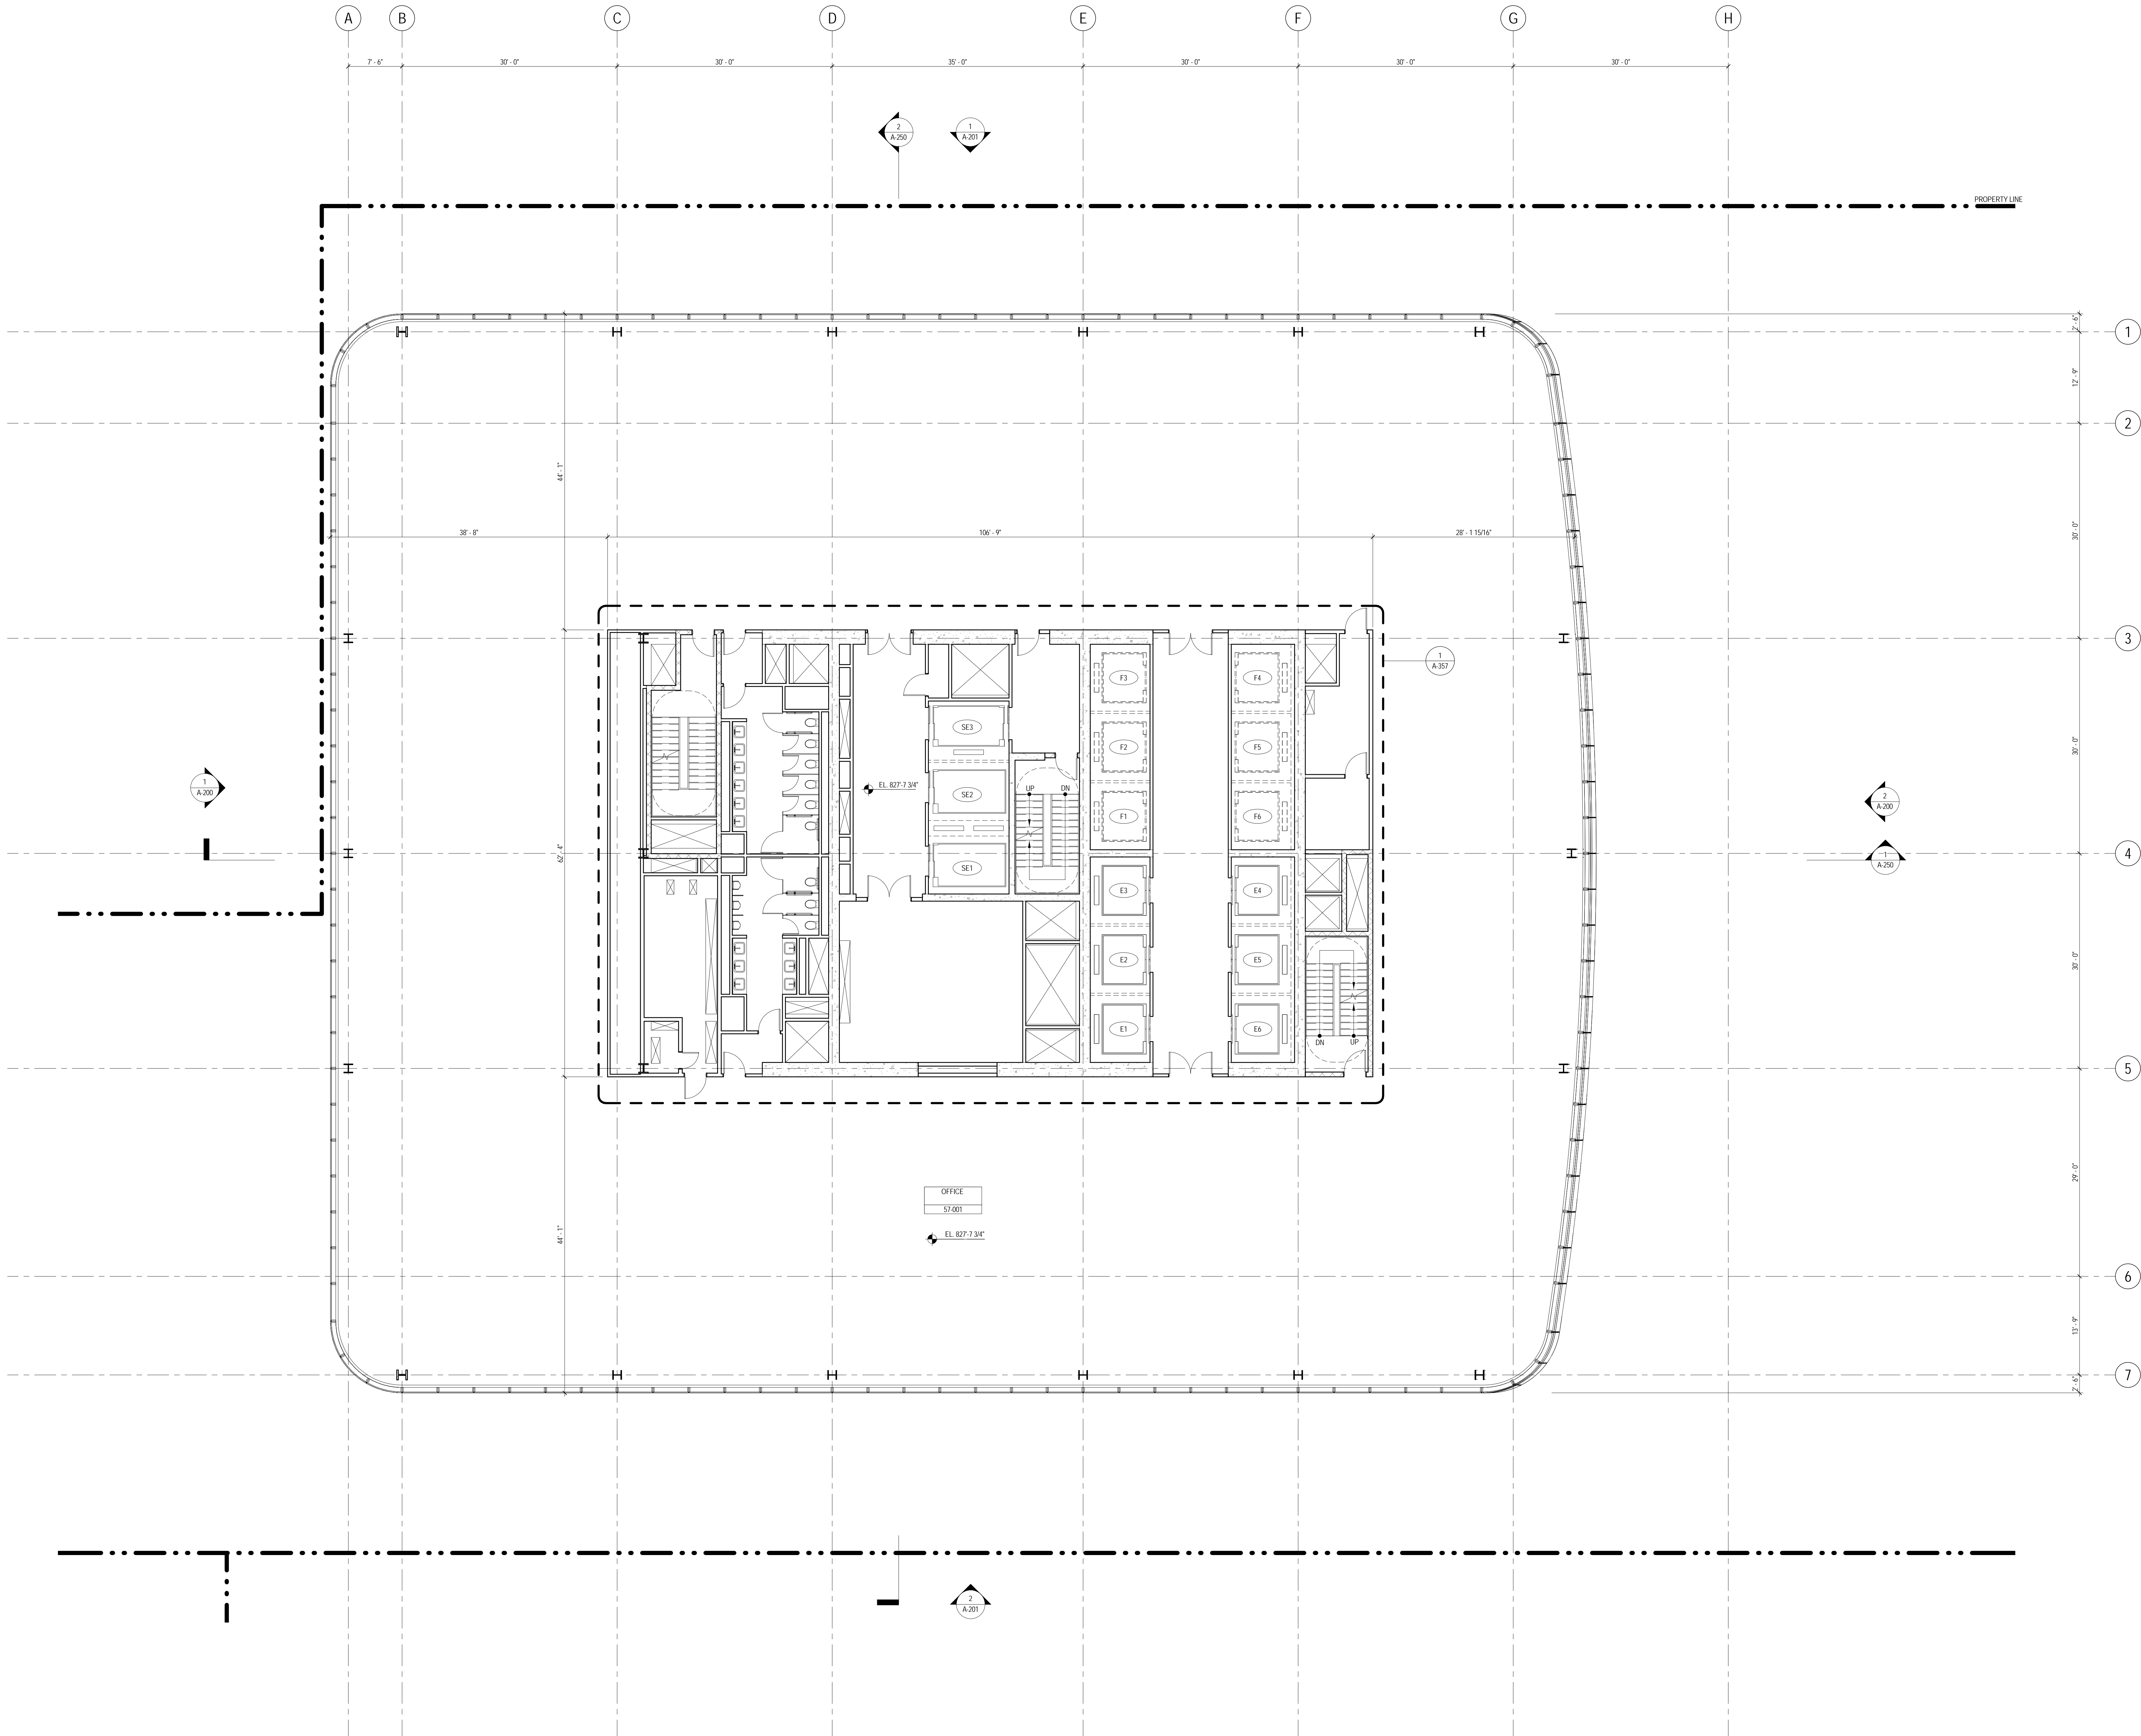 A B C D E F G H
7' - 6" 30' - 0" 30' - 0" 35' - 0" 30' - 0" 30' - 0" 30' - 0"
2
A-250
1
A-201
PROPERTY LINE
2' - 6"
1
12' - 9"
2
44' - 1"
30' - 0"
38' - 8" 106' - 9" 28' - 1 15/16"
3
1
A-357
F3 F4
SE3
F2 F5
30' - 0"
1
A-200
EL. 827'-7 3/4"
SE2
UP DN
F1 F6
2
A-200
62' - 4"
4
1
A-250
SE1
E3 E4
E2 E5
30' - 0"
E1 E6
DN UP
5
29' - 0"
OFFICE
57-001
44' - 1"
EL. 827'-7 3/4"
6
13' - 9"
7
2' - 6"
2
A-201